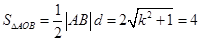 S△AOB = 1/2 |AB| d = 2√(k² + 1) = 4